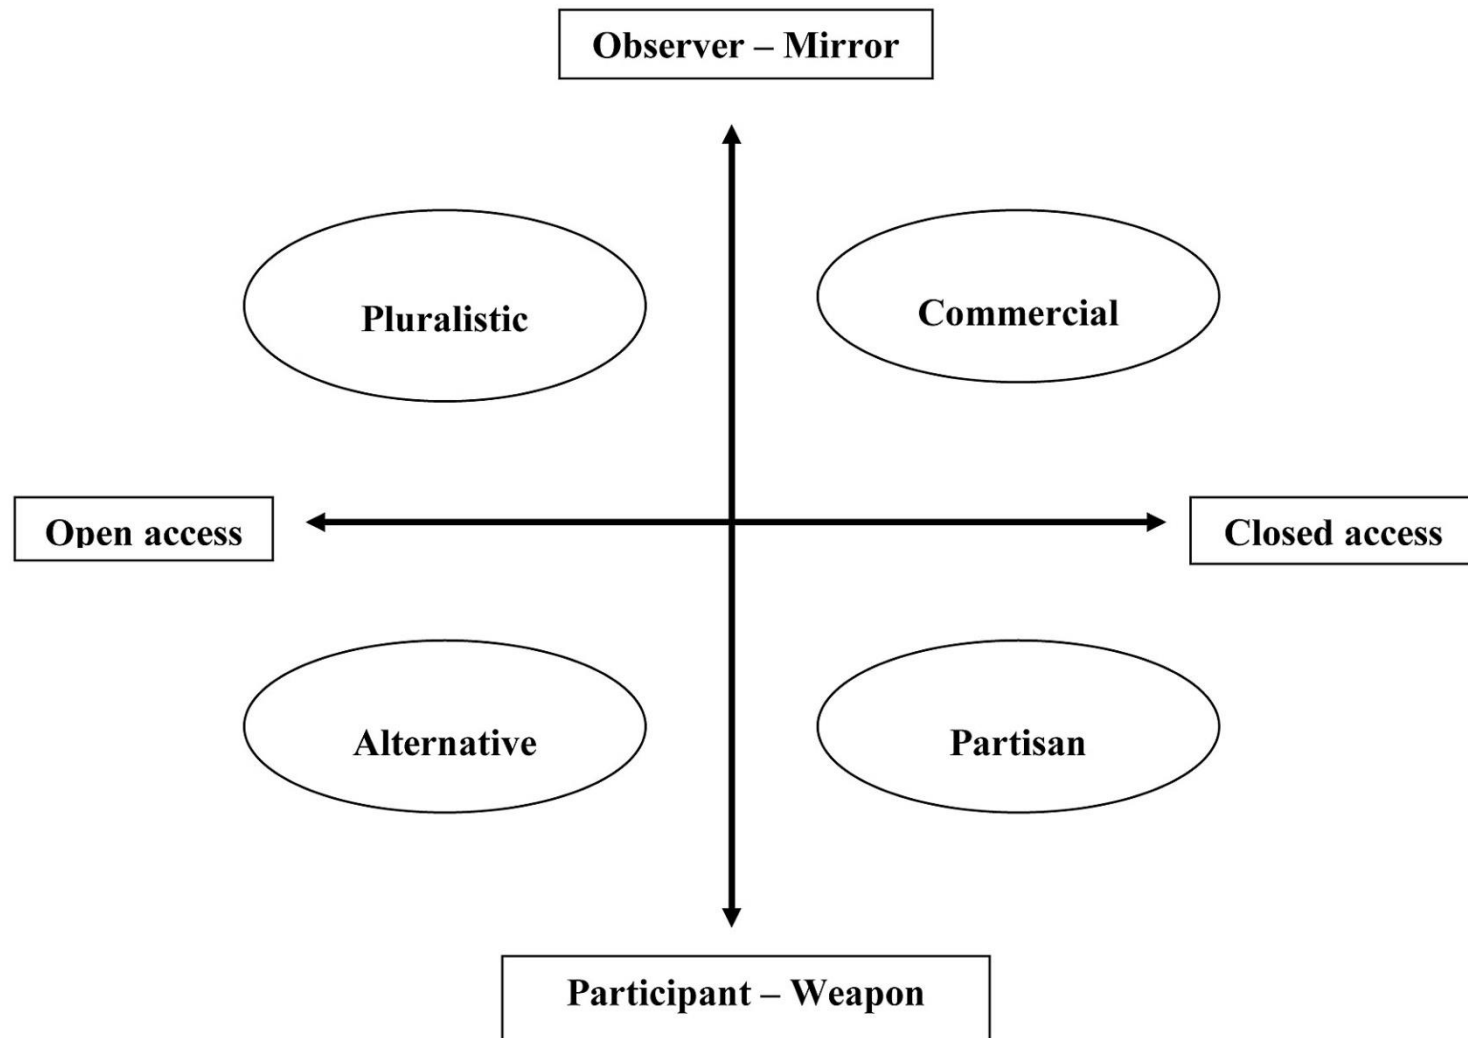 Observer – Mirror
Pluralistic
Commercial
Open access
Closed access
Alternative
Partisan
Participant – Weapon